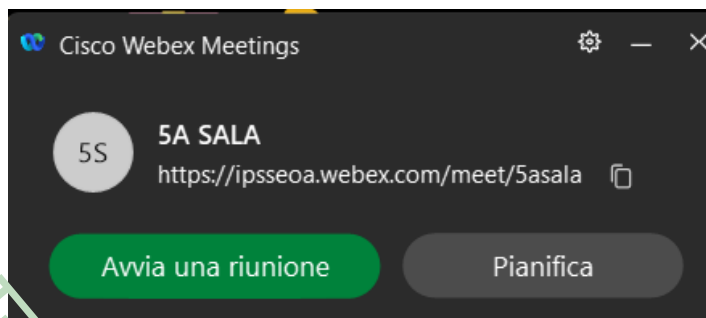 Cisco Webex Meetings
5S
5A SALA
https://ipsseoa.webex.com/meet/5asala
Avvia una riunione
Pianifica